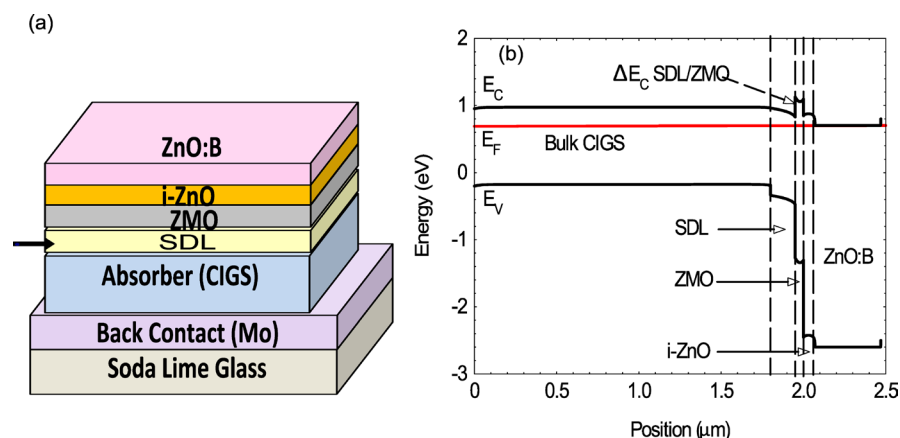 (a)
ZnO:B
i-ZnO
ZMO
SDL
Absorber (CIGS)
Back Contact (Mo)
Soda Lime Glass
(b)
ΔE_C SDL/ZMO
E_C
E_F
Bulk CIGS
E_V
SDL
ZnO:B
ZMO
i-ZnO
Energy (eV)
2
1
0
-1
-2
-3
0.0
0.5
1.0
1.5
2.0
2.5
Position (μm)